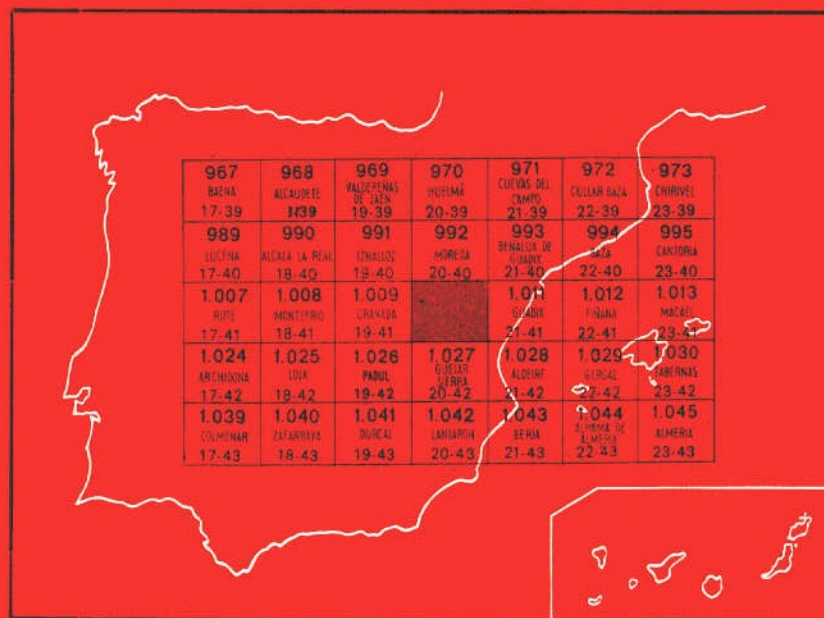 967
BAENA
17-39
968
ALCAUDETE
969
VALDEPEÑAS
DE JAEN
19-39
970
HUELMA
20-39
971
CUEVAS DEL
CAMPO
21-39
972
CULLAR BAZA
22-39
973
CHIRIVEL
23-39
989
LUCENA
17-40
990
ALCALA LA REAL
18-40
991
IZNALLOZ
19-40
992
MOREDA
20-40
993
BENALUA DE
GUADIX
21-40
994
BAZA
22-40
995
CANTORIA
23-40
1.007
RUTE
17-41
1.008
MONTEFRIO
18-41
1.009
GRANADA
19-41
1.011
GUADIX
21-41
1.012
FIÑANA
22-41
1.013
MACAEL
23-41
1.024
ARCHIDONA
17-42
1.025
LOJA
18-42
1.026
PADUL
19-42
1.027
GUEJAR
SIERRA
20-42
1.028
ALDEIRE
21-42
1.029
GERGAL
22-42
1.030
TABERNAS
23-42
1.039
COLMENAR
17-43
1.040
ZAFARRAYA
18-43
1.041
DURCAL
19-43
1.042
LANJARON
20-43
1.043
BERJA
21-43
1.044
ALHAMA DE
ALMERIA
22-43
1.045
ALMERIA
23-43